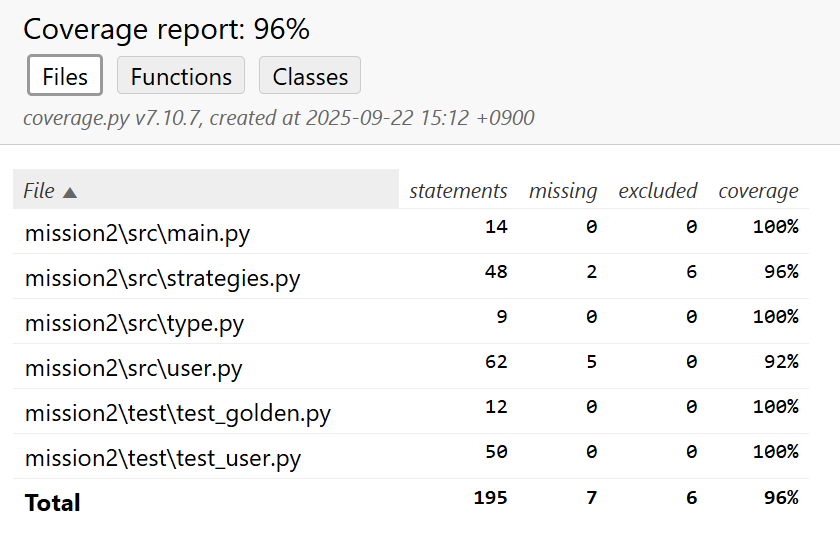 Coverage report: 96%
Files Functions Classes
coverage.py v7.10.7, created at 2025-09-22 15:12 +0900
File ▲ statements missing excluded coverage
mission2\src\main.py 14 0 0 100%
mission2\src\strategies.py 48 2 6 96%
mission2\src\type.py 9 0 0 100%
mission2\src\user.py 62 5 0 92%
mission2\test\test_golden.py 12 0 0 100%
mission2\test\test_user.py 50 0 0 100%
Total 195 7 6 96%